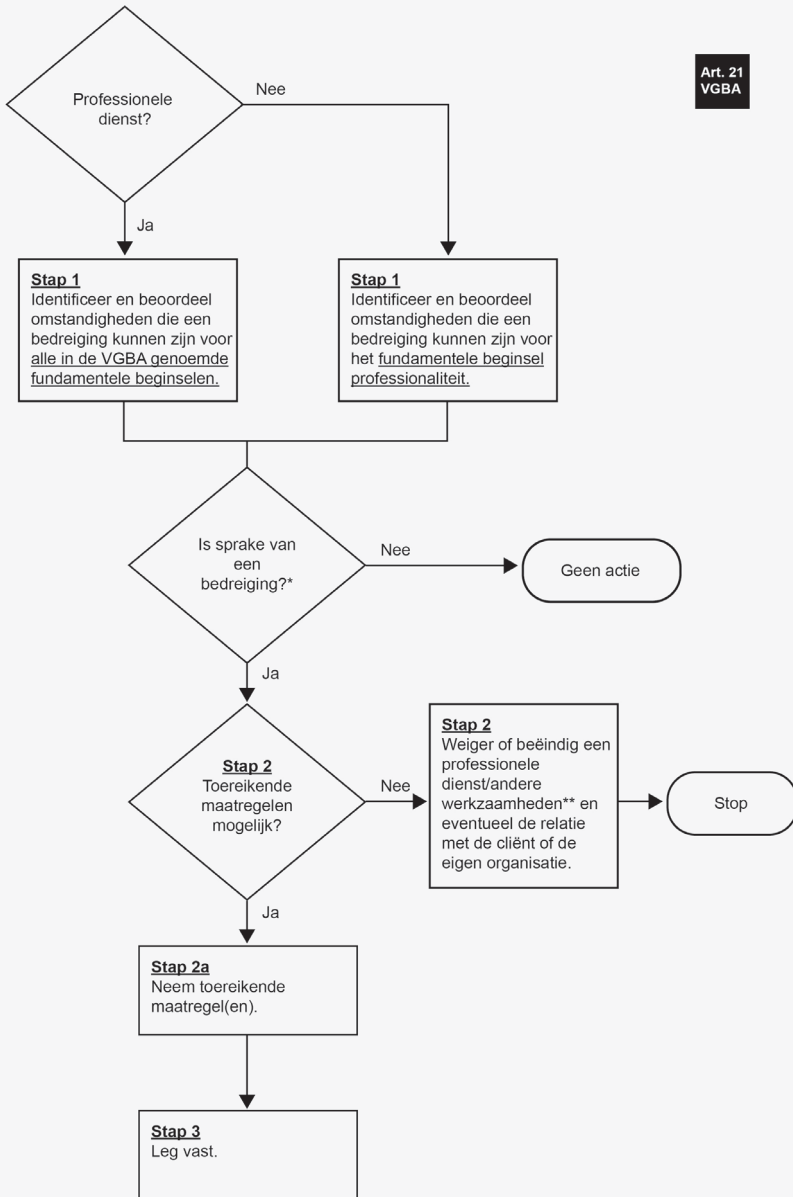 Art. 21
VGBA
Professionele
dienst?
Nee
Ja
Stap 1
Identificeer en beoordeel
omstandigheden die een
bedreiging kunnen zijn voor
alle in de VGBA genoemde
fundamentele beginselen.
Stap 1
Identificeer en beoordeel
omstandigheden die een
bedreiging kunnen zijn voor
het fundamentele beginsel
professionaliteit.
Is sprake van
een
bedreiging?*
Nee
Geen actie
Ja
Stap 2
Toereikende
maatregelen
mogelijk?
Nee
Stap 2
Weiger of beëindig een
professionele
dienst/andere
werkzaamheden** en
eventueel de relatie
met de cliënt of de
eigen organisatie.
Stop
Ja
Stap 2a
Neem toereikende
maatregel(en).
Stap 3
Leg vast.